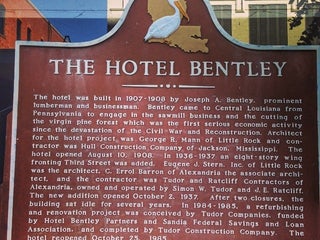 THE HOTEL BENTLEY
The hotel was built in 1907-1908 by Joseph A. Bentley, prominent
lumberman and businessman. Bentley came to Central Louisiana from
Pennsylvania to engage in the sawmill business and the cutting of
the virgin pine forest which was the first serious economic activity
since the devastation of the Civil War and Reconstruction. Architect
for the hotel project, was George R. Mann of Little Rock and con-
tractor was Hull Construction Company of Jackson, Mississippi. The
hotel opened August 10, 1908. In 1936-1937 an eight-story wing
fronting Third Street was added. Eugene J. Stern, Inc. of Little Rock
was the architect, C. Errol Barron of Alexandria the associate archi-
tect, and the contractor was Tudor and Ratcliff Contractors of
Alexandria, owned and operated by Simon W. Tudor and J. E. Ratcliff.
The new addition opened October 2, 1937. After two closures, the
building sat idle for several years. In 1984-1985, a refurbishing
and renovation project was conceived by Tudor Companies, funded
by Hotel Bentley Partners and Sandia Federal Savings and Loan
Association, and completed by Tudor Construction Company. The
hotel reopened October 25, 1985.